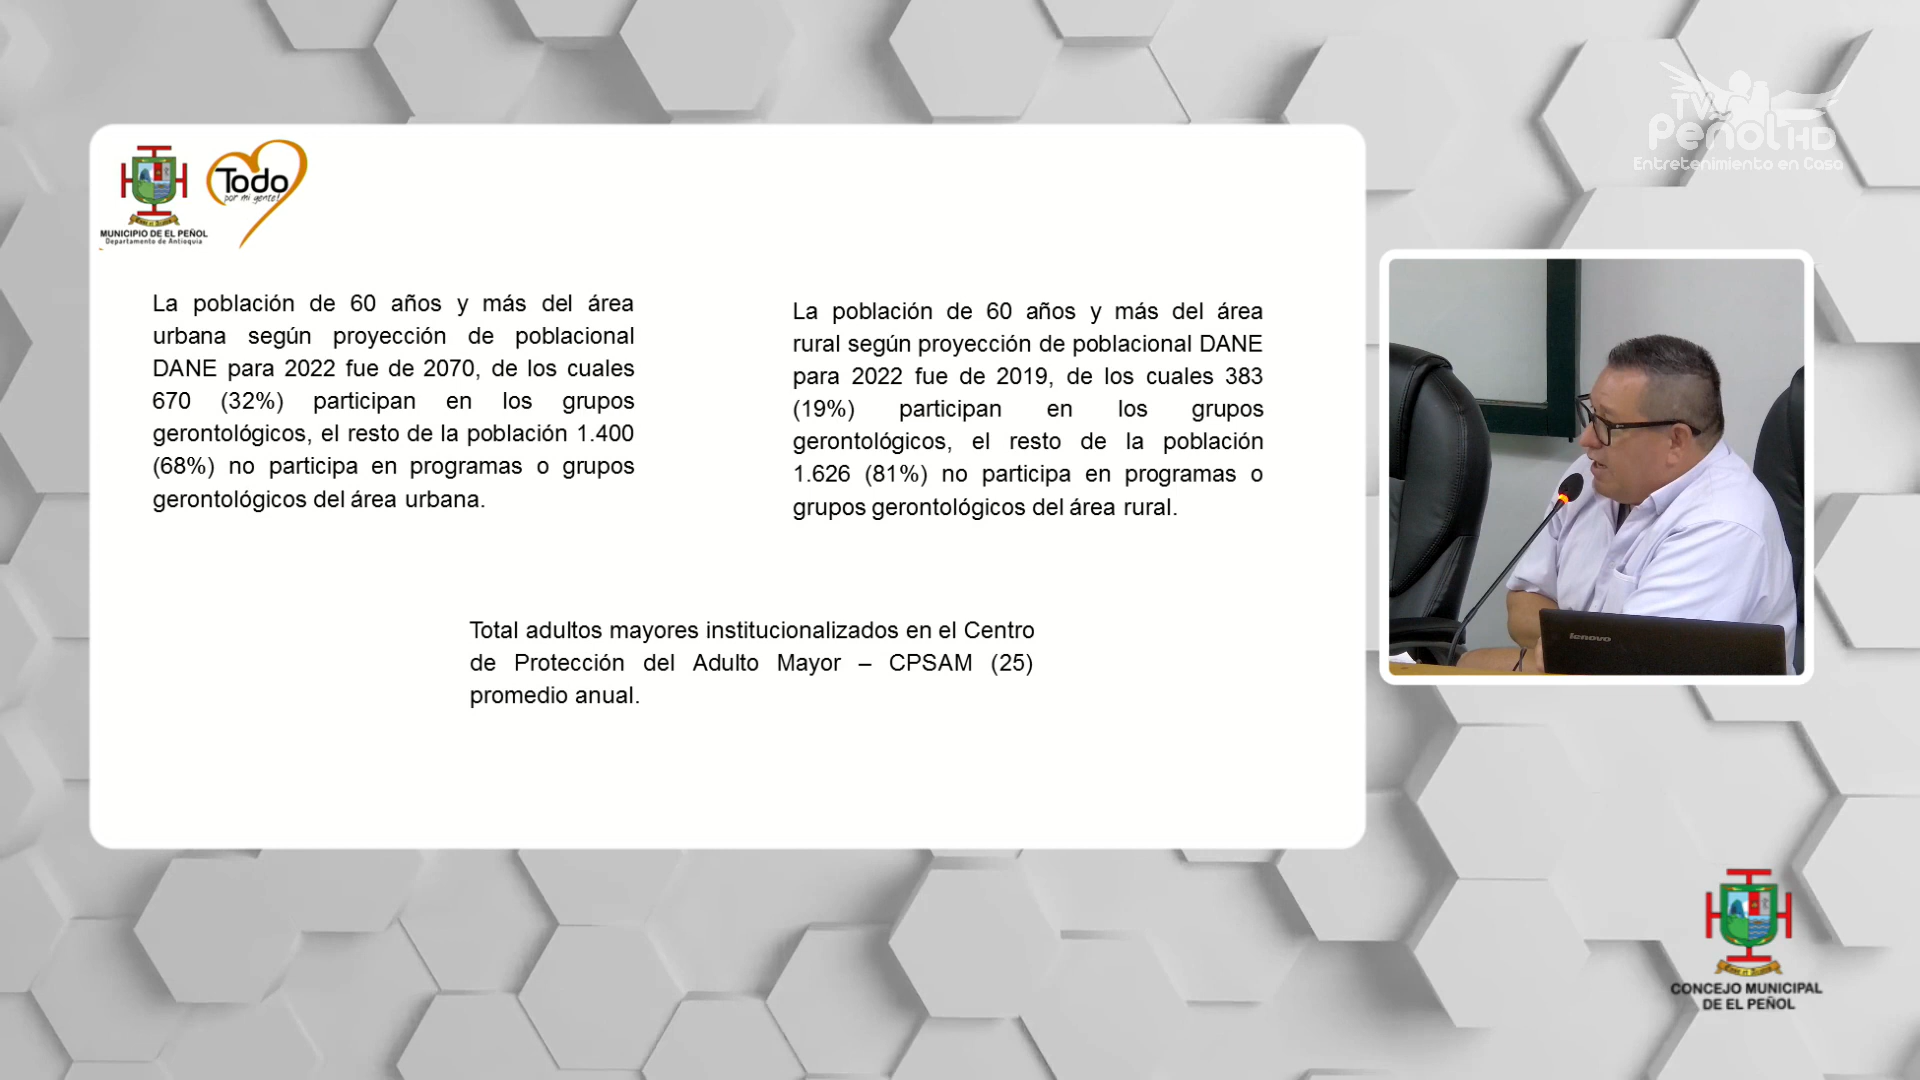 TV
Peñol HD
Entretenimiento en Casa
Todo
por mi gente!
MUNICIPIO DE EL PEÑOL
Departamento de Antioquia
La población de 60 años y más del área
urbana según proyección de poblacional
DANE para 2022 fue de 2070, de los cuales
670 (32%) participan en los grupos
gerontológicos, el resto de la población 1.400
(68%) no participa en programas o grupos
gerontológicos del área urbana.
La población de 60 años y más del área
rural según proyección de poblacional DANE
para 2022 fue de 2019, de los cuales 383
(19%) participan en los grupos
gerontológicos, el resto de la población
1.626 (81%) no participa en programas o
grupos gerontológicos del área rural.
Total adultos mayores institucionalizados en el Centro
de Protección del Adulto Mayor – CPSAM (25)
promedio anual.
lenovo
CONCEJO MUNICIPAL
DE EL PEÑOL